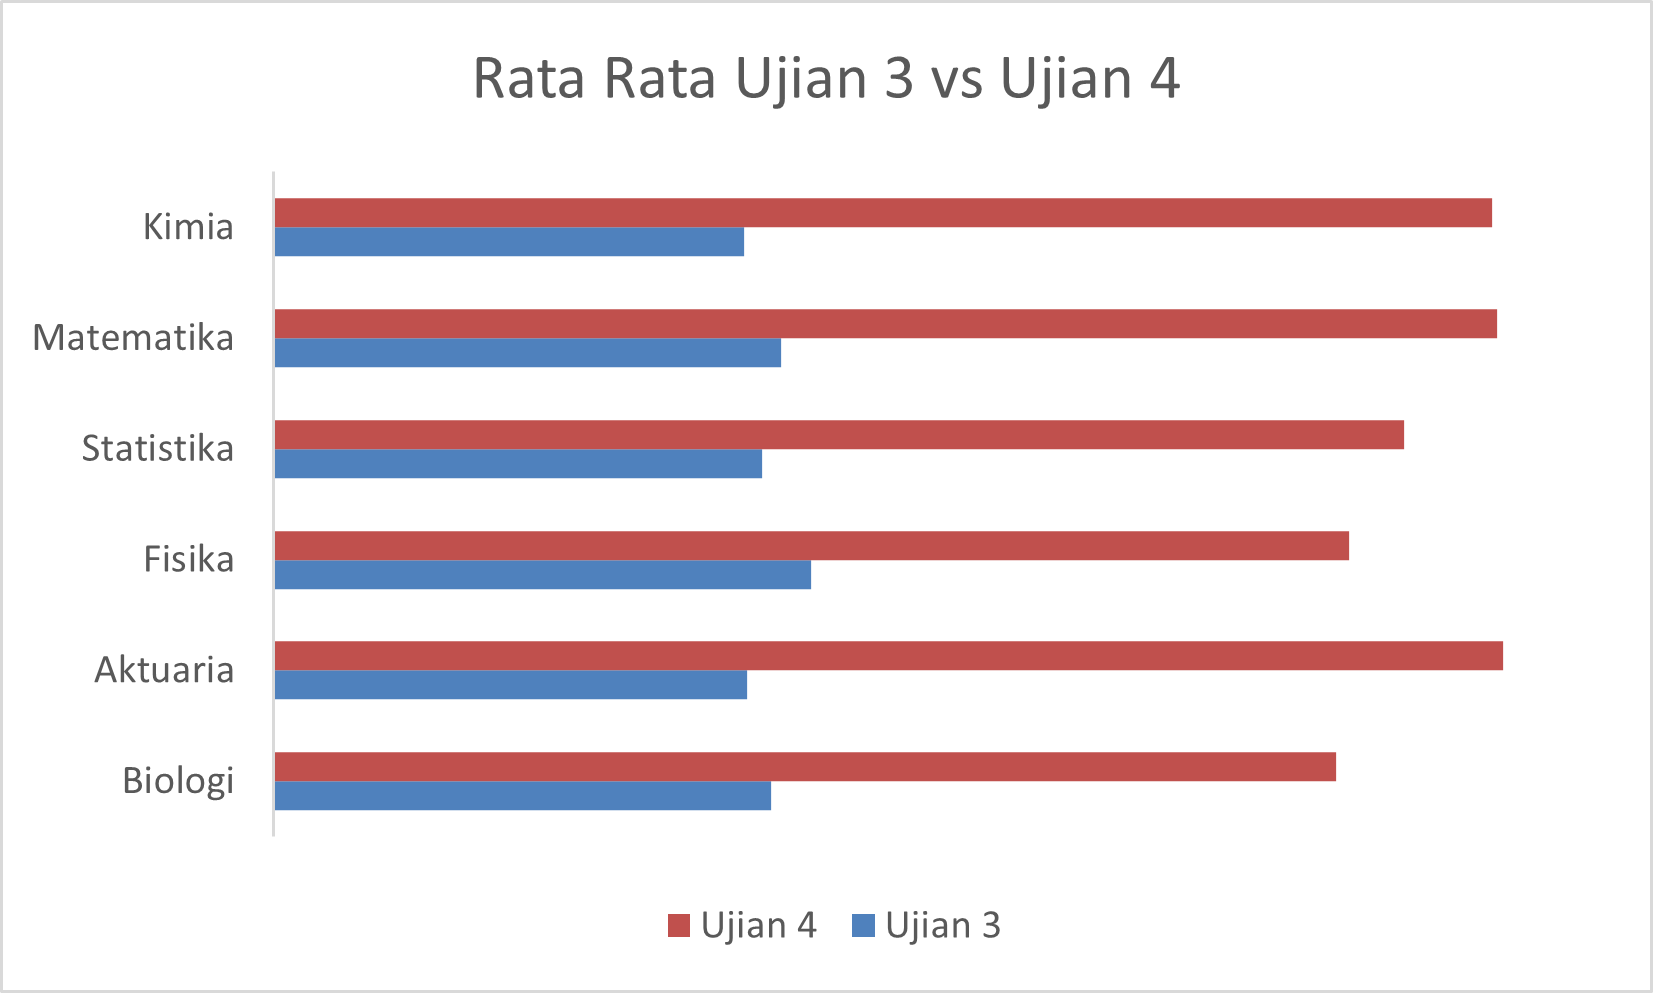 Rata Rata Ujian 3 vs Ujian 4
Kimia
Matematika
Statistika
Fisika
Aktuaria
Biologi
Ujian 4 Ujian 3